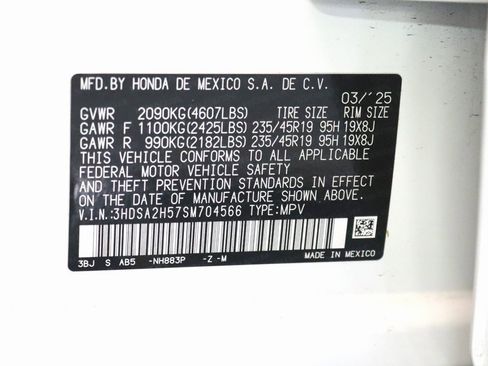 MFD.BY HONDA DE MEXICO S.A. DE C.V.
03/'25
GVWR 2090KG(4607LBS) TIRE SIZE RIM SIZE
GAWR F 1100KG(2425LBS) 235/45R19 95H 19X8J
GAWR R 990KG(2182LBS) 235/45R19 95H 19X8J
THIS VEHICLE CONFORMS TO ALL APPLICABLE
FEDERAL MOTOR VEHICLE SAFETY
AND THEFT PREVENTION STANDARDS IN EFFECT
ON THE DATE OF MANUFACTURE SHOWN ABOVE.
V.I.N.:3HDSA2H57SM704566 TYPE:MPV
3BJ S AB5 -NH883P -Z-M
MADE IN MEXICO